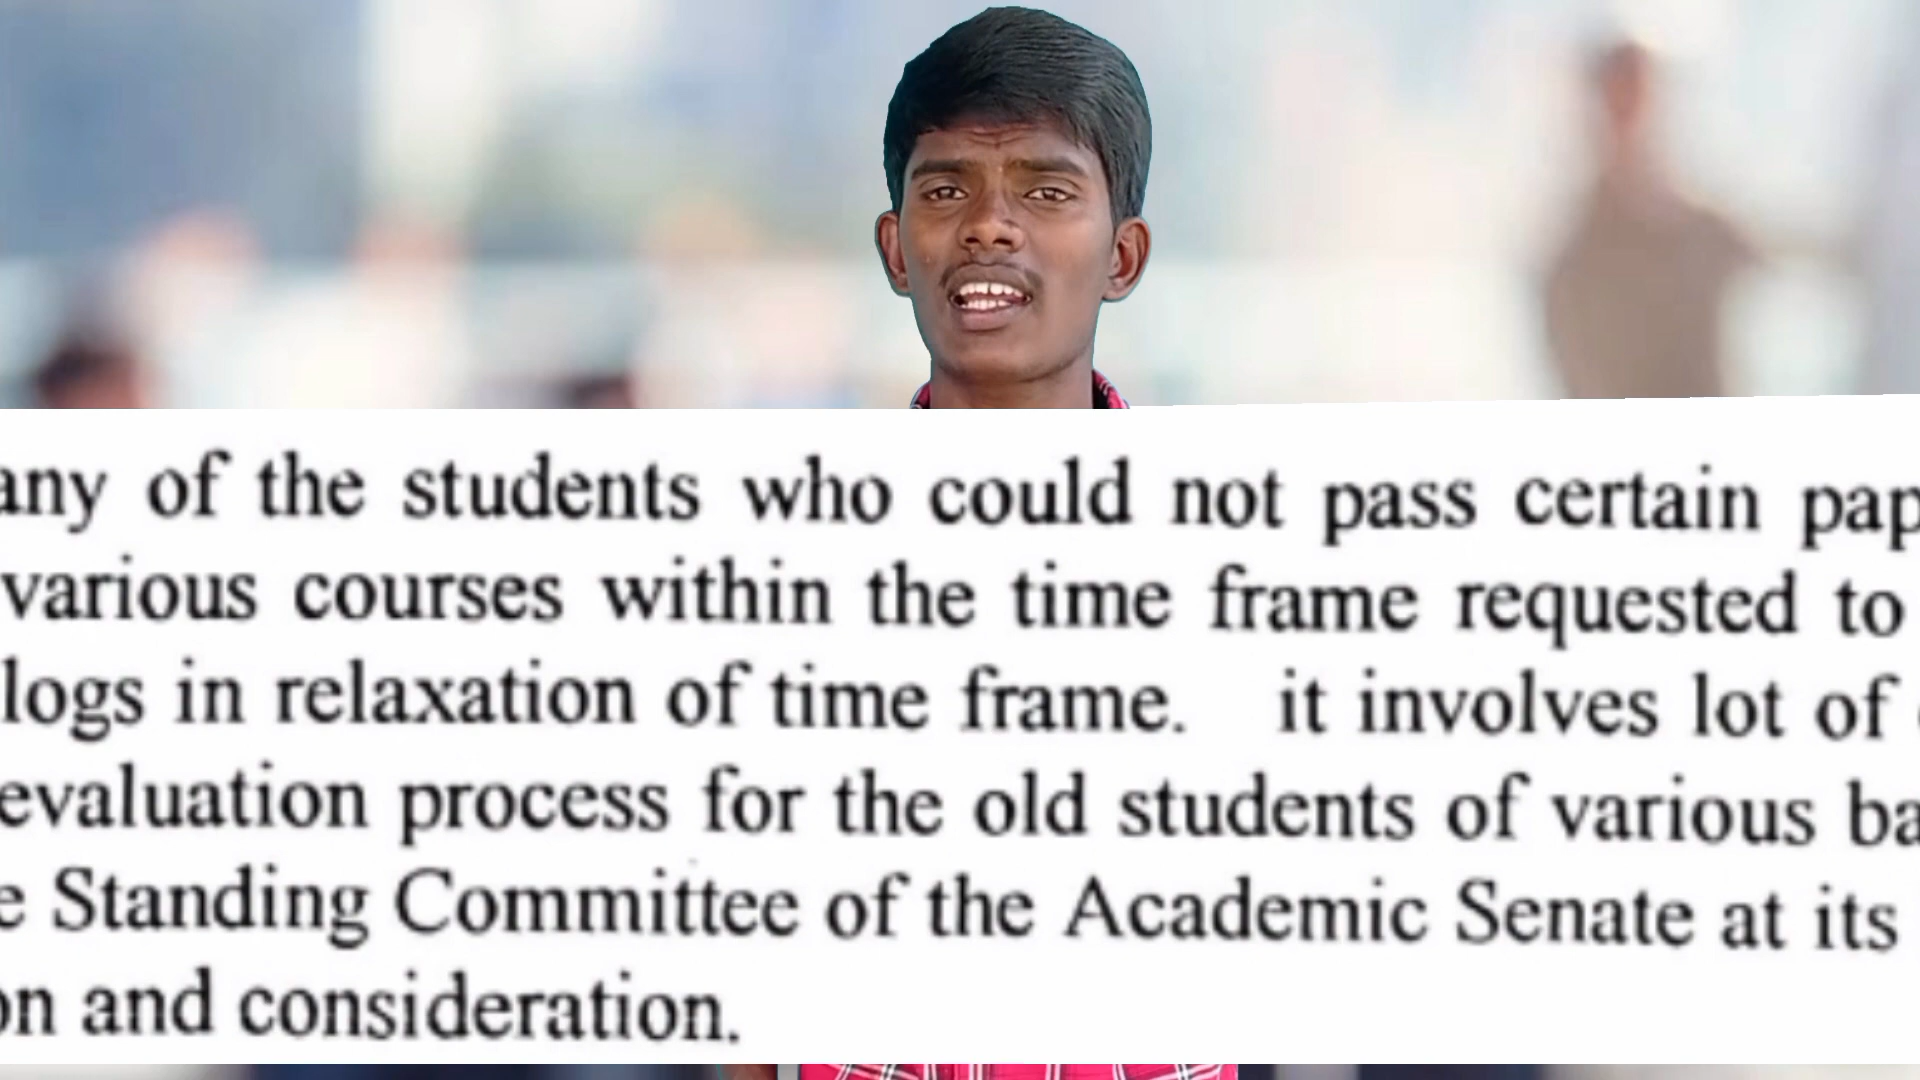 any of the students who could not pass certain pap
various courses within the time frame requested to
logs in relaxation of time frame. it involves lot of
evaluation process for the old students of various ba
e Standing Committee of the Academic Senate at its
on and consideration.